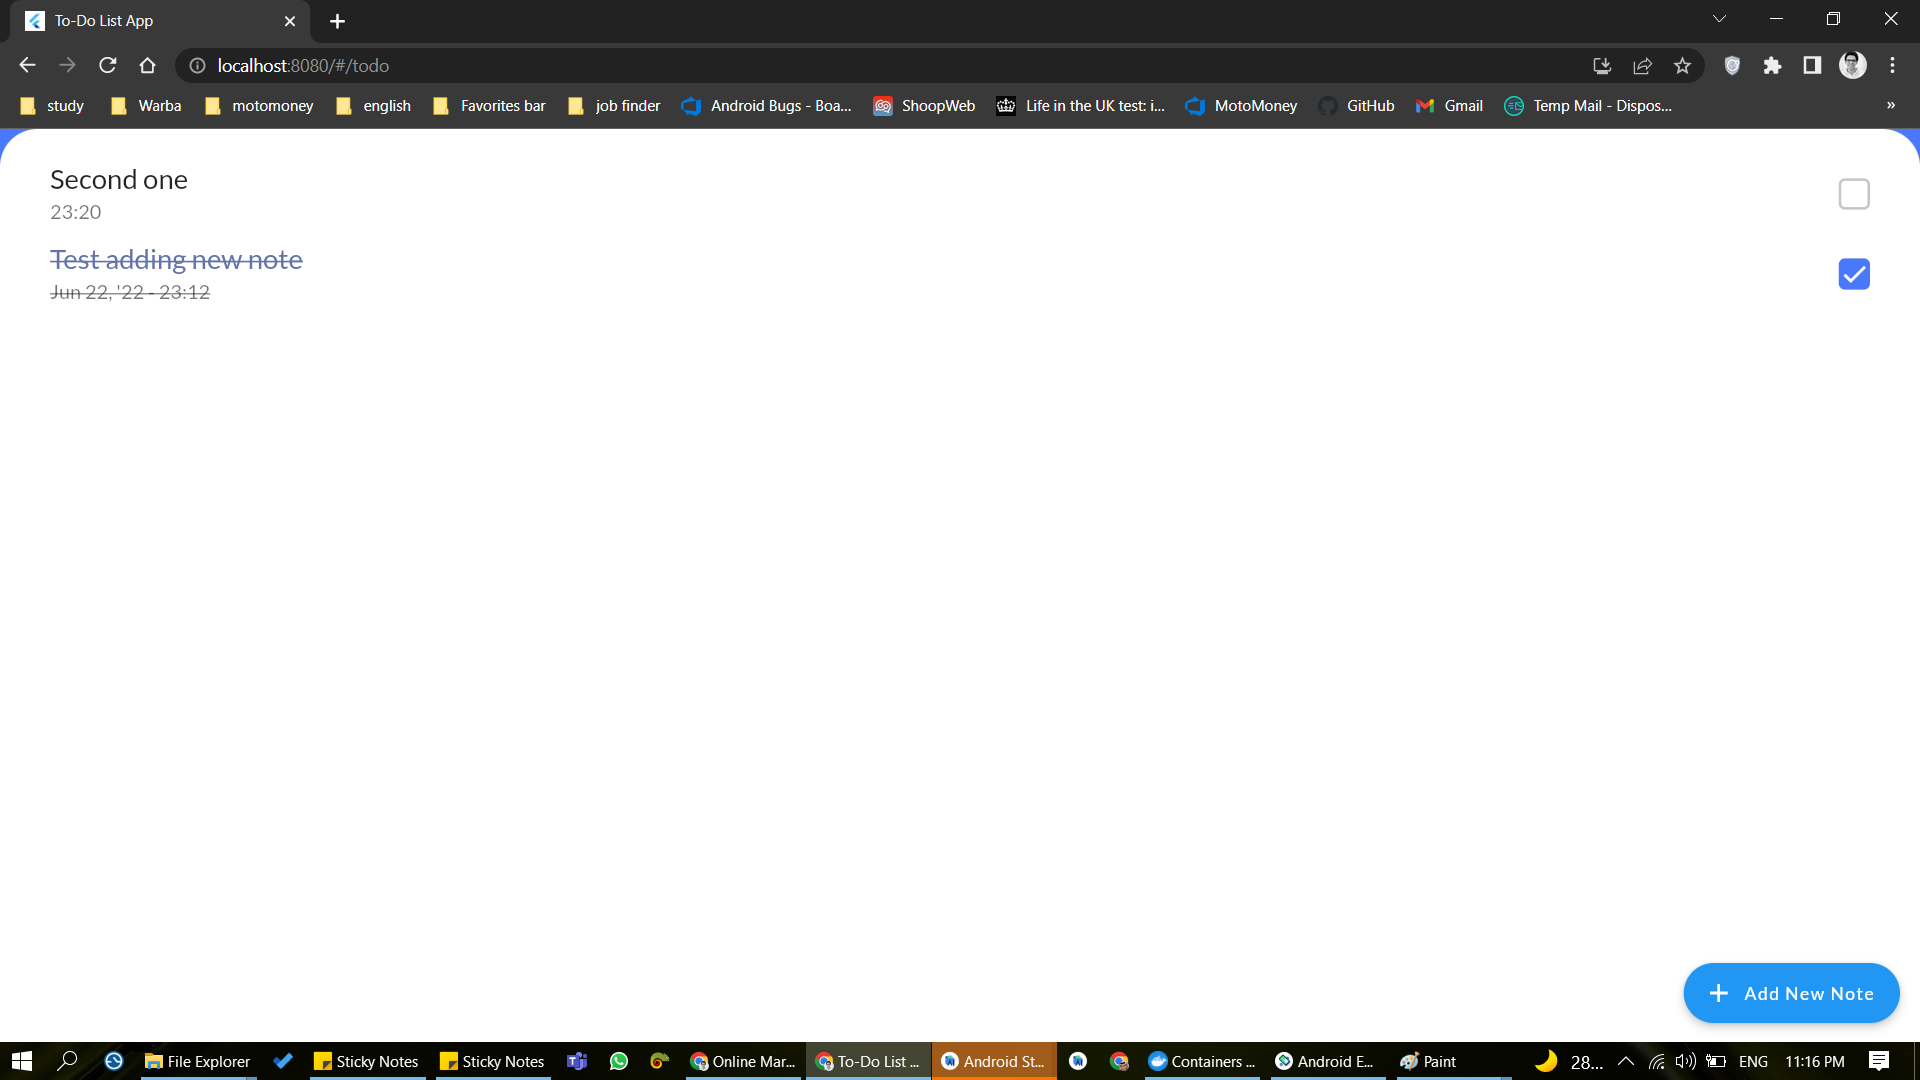 To-Do List App
localhost:8080/#/todo
study Warba motomoney english Favorites bar job finder Android Bugs - Boa... ShoopWeb Life in the UK test: i... MotoMoney GitHub Gmail Temp Mail - Dispos... »
Second one
23:20
Test adding new note
Jun 22, '22 - 23:12
Add New Note
File Explorer Sticky Notes Sticky Notes Online Mar... To-Do List ... Android St... Containers ... Android E... Paint 28... ENG 11:16 PM